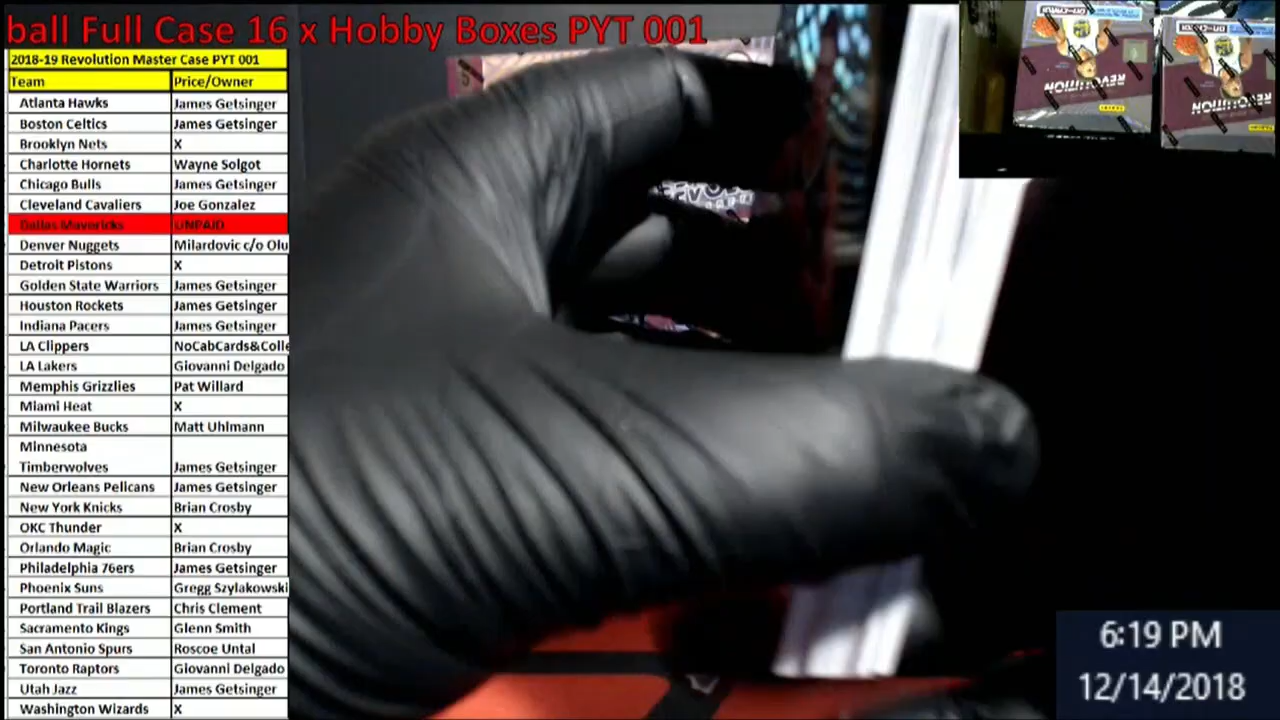 ball Full Case 16 x Hobby Boxes PYT 001
2018-19 Revolution Master Case PYT 001
Team Price/Owner
Atlanta Hawks James Getsinger
Boston Celtics James Getsinger
Brooklyn Nets X
Charlotte Hornets Wayne Solgot
Chicago Bulls James Getsinger
Cleveland Cavaliers Joe Gonzalez
Dallas Mavericks UNPAID
Denver Nuggets Milardovic c/o Olu
Detroit Pistons X
Golden State Warriors James Getsinger
Houston Rockets James Getsinger
Indiana Pacers James Getsinger
LA Clippers NoCabCards&Colle
LA Lakers Giovanni Delgado
Memphis Grizzlies Pat Willard
Miami Heat X
Milwaukee Bucks Matt Uhlmann
Minnesota
Timberwolves James Getsinger
New Orleans Pelicans James Getsinger
New York Knicks Brian Crosby
OKC Thunder X
Orlando Magic Brian Crosby
Philadelphia 76ers James Getsinger
Phoenix Suns Gregg Szylakowski
Portland Trail Blazers Chris Clement
Sacramento Kings Glenn Smith
San Antonio Spurs Roscoe Untal
Toronto Raptors Giovanni Delgado
Utah Jazz James Getsinger
Washington Wizards X
REVOLUTION
REVOLUTION
6:19 PM
12/14/2018